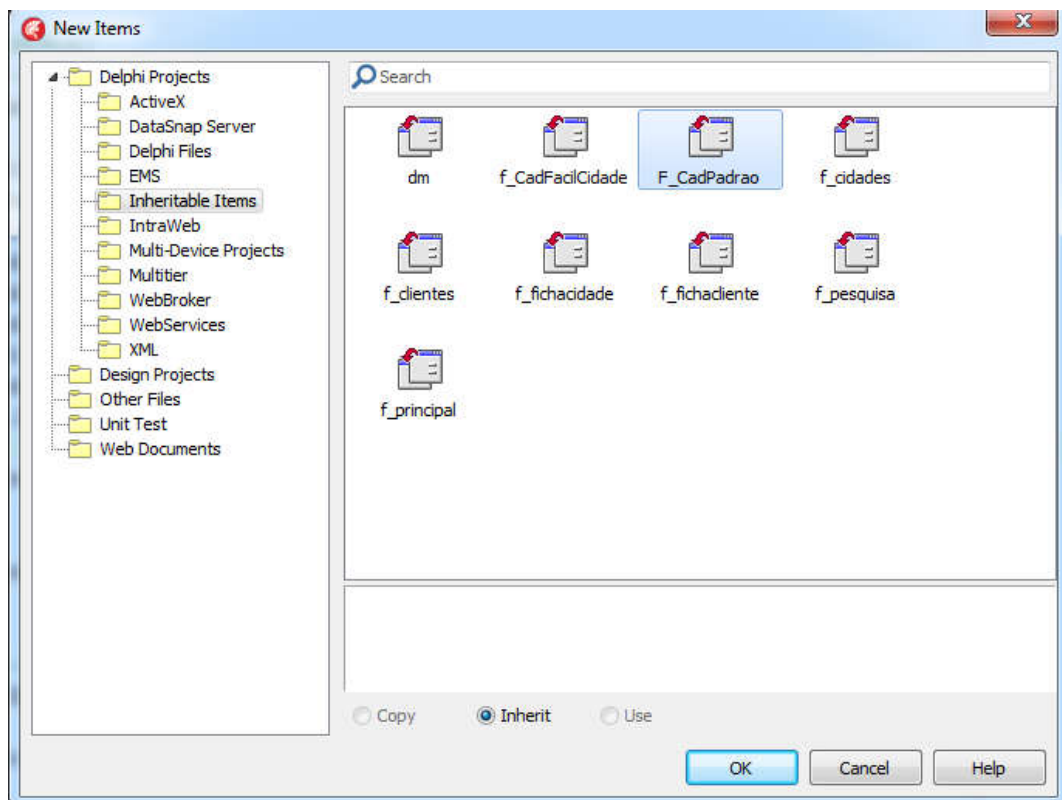 New Items
Delphi Projects
ActiveX
DataSnap Server
Delphi Files
EMS
Inheritable Items
IntraWeb
Multi-Device Projects
Multitier
WebBroker
WebServices
XML
Design Projects
Other Files
Unit Test
Web Documents
Search
dm f_CadFacilCidade F_CadPadrao f_cidades
f_clientes f_fichacidade f_fichacliente f_pesquisa
f_principal
Copy Inherit Use
OK Cancel Help